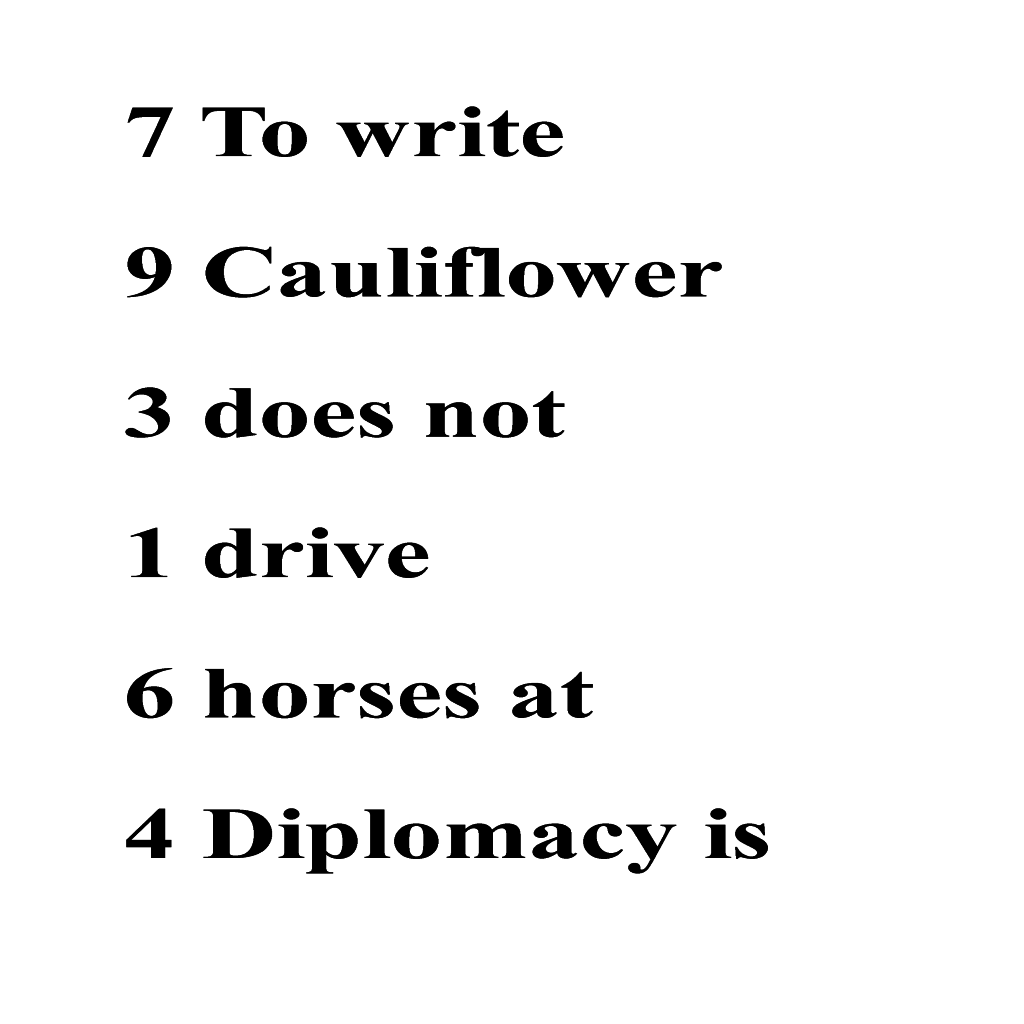 7 To write
9 Cauliflower
3 does not
1 drive
6 horses at
4 Diplomacy is